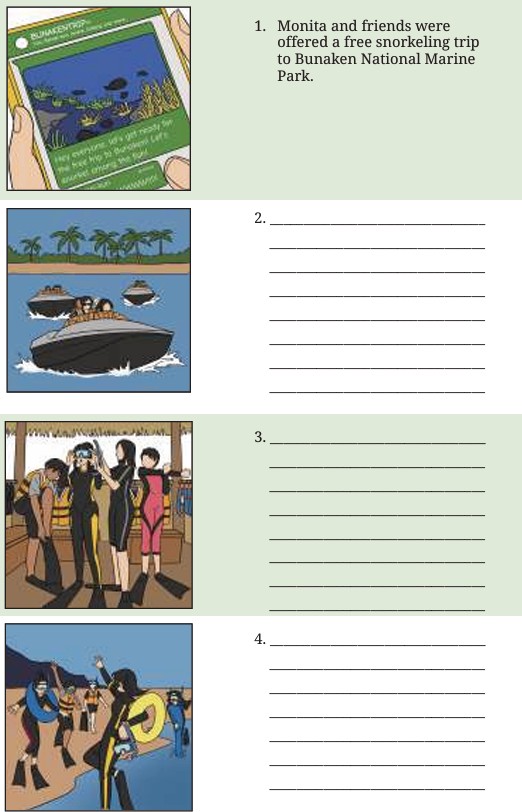 BUNAKENTRIP
1. Monita and friends were
offered a free snorkeling trip
to Bunaken National Marine
Park.
Hey everyone, let's get ready for
the free trip to Bunaken! Let's
snorkel among the fish!
2.
3.
4.